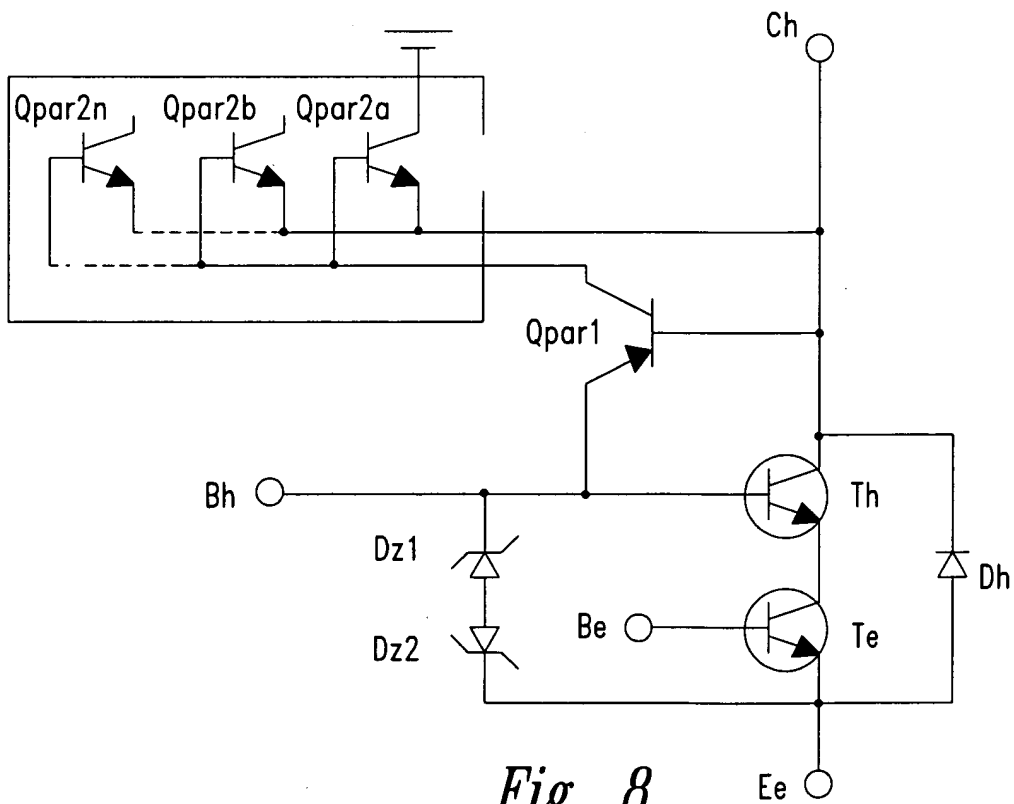 Ch
Qpar2n Qpar2b Qpar2a
Qpar1
Bh
Th
Dz1
Dh
Be
Te
Dz2
Fig. 8
Ee